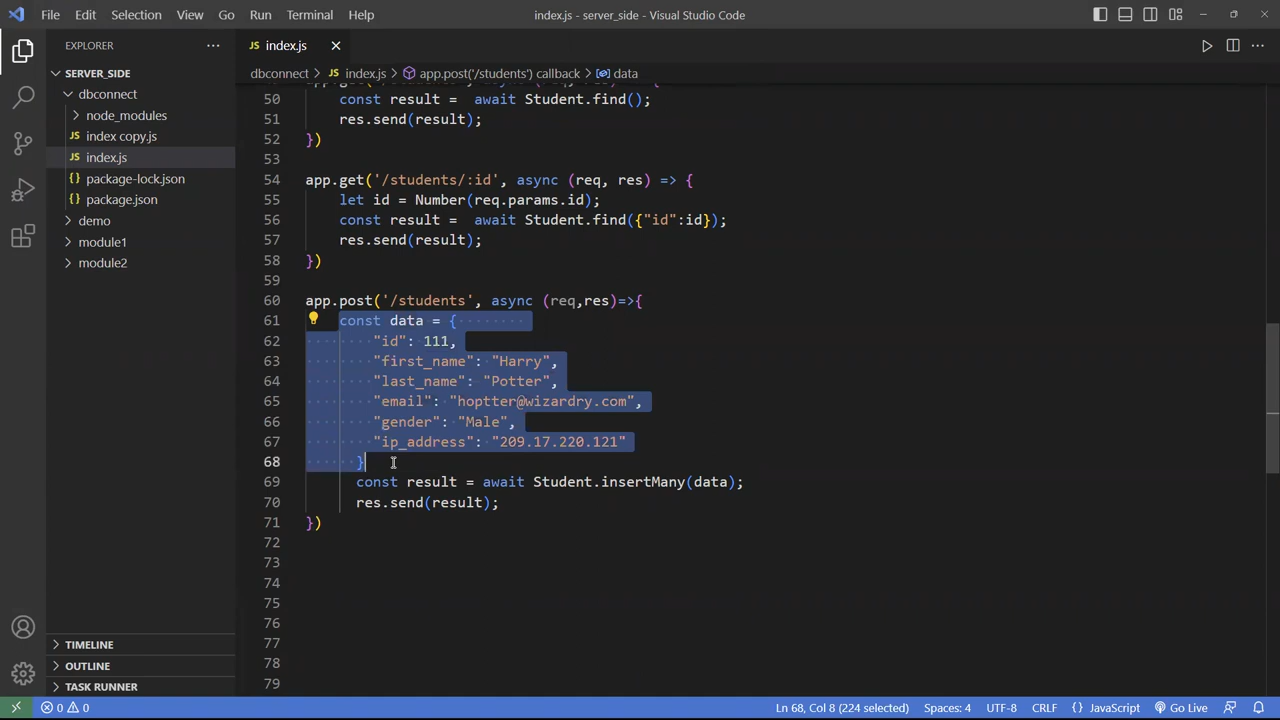 File Edit Selection View Go Run Terminal Help index.js - server_side - Visual Studio Code
EXPLORER
SERVER_SIDE
dbconnect
node_modules
JS index copy.js
JS index.js
{} package-lock.json
{} package.json
demo
module1
module2
TIMELINE
OUTLINE
TASK RUNNER
JS index.js
dbconnect > JS index.js > app.post('/students') callback > data
50 const result =  await Student.find();
51 res.send(result);
52 })
53
54 app.get('/students/:id', async (req, res) => {
55 let id = Number(req.params.id);
56 const result =  await Student.find({"id":id});
57 res.send(result);
58 })
59
60 app.post('/students', async (req,res)=>{
61 const data = {
62 "id": 111,
63 "first_name": "Harry",
64 "last_name": "Potter",
65 "email": "hoptter@wizardry.com",
66 "gender": "Male",
67 "ip_address": "209.17.220.121"
68 }
69 const result = await Student.insertMany(data);
70 res.send(result);
71 })
72
73
74
75
76
77
78
79
0 0 Ln 68, Col 8 (224 selected) Spaces: 4 UTF-8 CRLF {} JavaScript Go Live